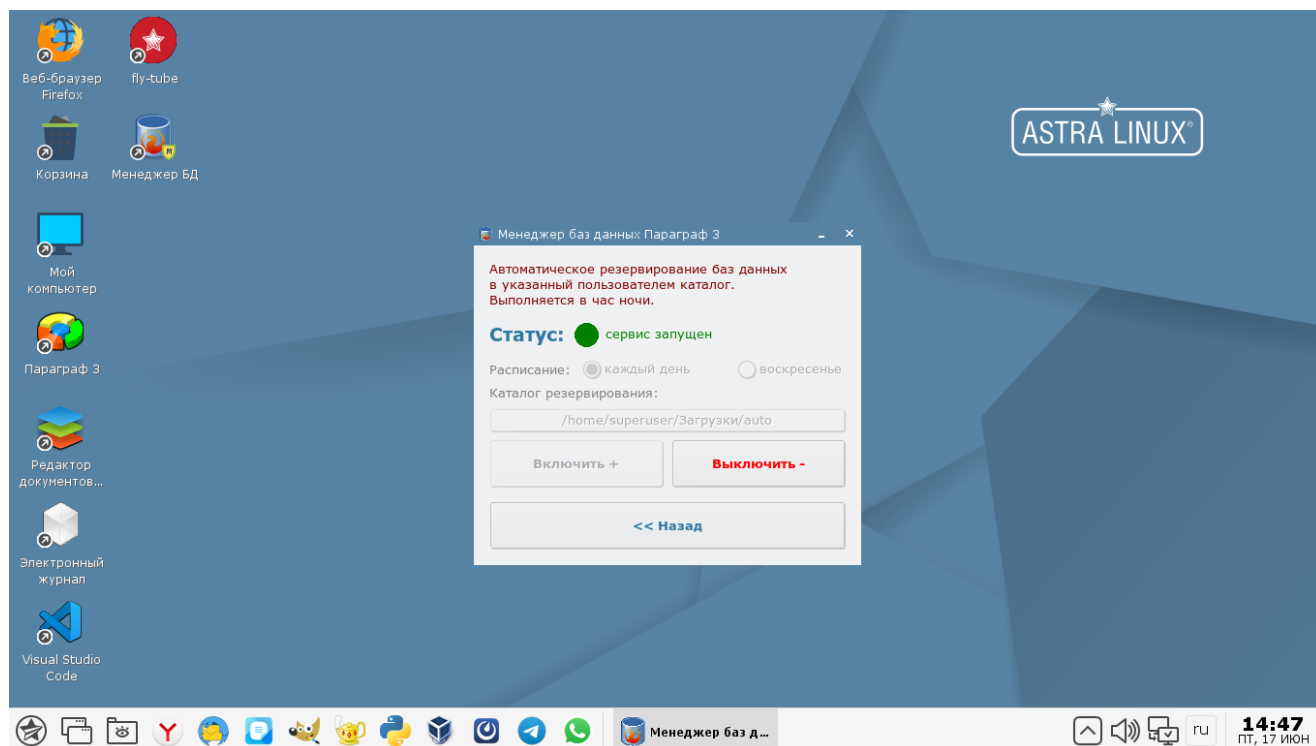 Веб-браузер
Firefox
fly-tube
Корзина
Менеджер БД
Мой
компьютер
Параграф 3
Редактор
документов...
Электронный
журнал
Visual Studio
Code
ASTRA LINUX®
Менеджер баз данных Параграф 3
Автоматическое резервирование баз данных
в указанный пользователем каталог.
Выполняется в час ночи.
Статус: сервис запущен
Расписание: каждый день воскресенье
Каталог резервирования:
/home/superuser/Загрузки/auto
Включить + Выключить -
<< Назад
Менеджер баз д...
ru
14:47
ПТ, 17 ИЮН